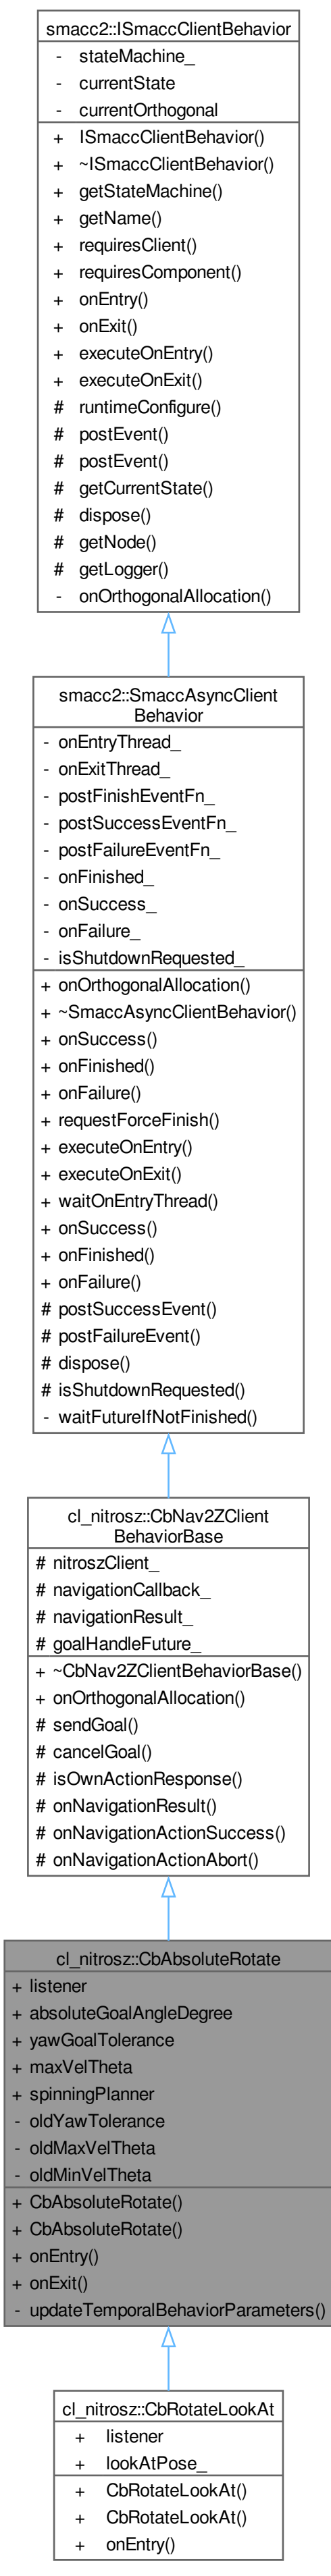 smacc2::ISmaccClientBehavior
- stateMachine_
- currentState
- currentOrthogonal
+ ISmaccClientBehavior()
+ ~ISmaccClientBehavior()
+ getStateMachine()
+ getName()
+ requiresClient()
+ requiresComponent()
+ onEntry()
+ onExit()
+ executeOnEntry()
+ executeOnExit()
# runtimeConfigure()
# postEvent()
# postEvent()
# getCurrentState()
# dispose()
# getNode()
# getLogger()
- onOrthogonalAllocation()
smacc2::SmaccAsyncClient
Behavior
- onEntryThread_
- onExitThread_
- postFinishEventFn_
- postSuccessEventFn_
- postFailureEventFn_
- onFinished_
- onSuccess_
- onFailure_
- isShutdownRequested_
+ onOrthogonalAllocation()
+ ~SmaccAsyncClientBehavior()
+ onSuccess()
+ onFinished()
+ onFailure()
+ requestForceFinish()
+ executeOnEntry()
+ executeOnExit()
+ waitOnEntryThread()
+ onSuccess()
+ onFinished()
+ onFailure()
# postSuccessEvent()
# postFailureEvent()
# dispose()
# isShutdownRequested()
- waitFutureIfNotFinished()
cl_nitrosz::CbNav2ZClient
BehaviorBase
# nitroszClient_
# navigationCallback_
# navigationResult_
# goalHandleFuture_
+ ~CbNav2ZClientBehaviorBase()
+ onOrthogonalAllocation()
# sendGoal()
# cancelGoal()
# isOwnActionResponse()
# onNavigationResult()
# onNavigationActionSuccess()
# onNavigationActionAbort()
cl_nitrosz::CbAbsoluteRotate
+ listener
+ absoluteGoalAngleDegree
+ yawGoalTolerance
+ maxVelTheta
+ spinningPlanner
- oldYawTolerance
- oldMaxVelTheta
- oldMinVelTheta
+ CbAbsoluteRotate()
+ CbAbsoluteRotate()
+ onEntry()
+ onExit()
- updateTemporalBehaviorParameters()
cl_nitrosz::CbRotateLookAt
+ listener
+ lookAtPose_
+ CbRotateLookAt()
+ CbRotateLookAt()
+ onEntry()